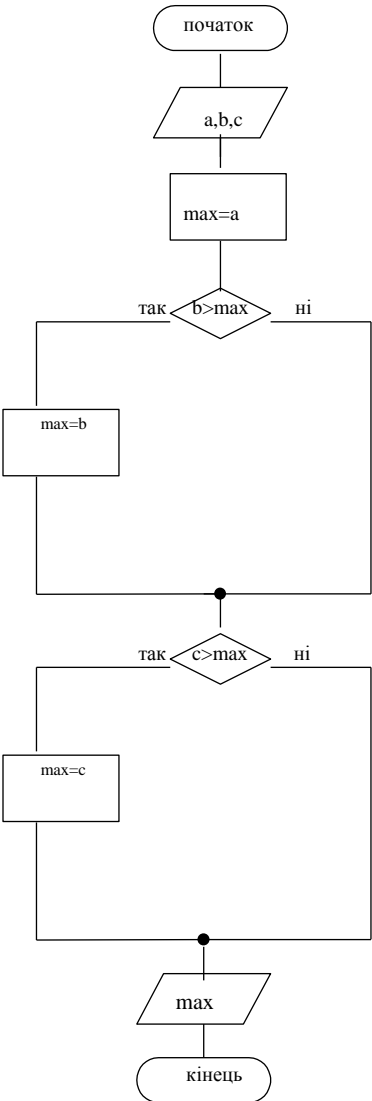 початок
a,b,c
max=a
так b>max ні
max=b
так c>max ні
max=c
max
кінець